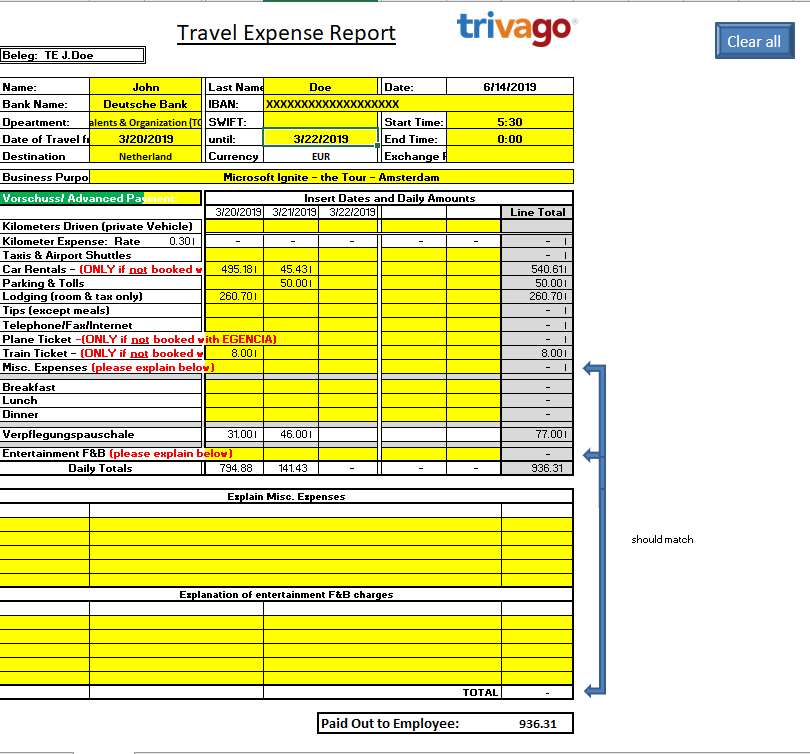 Travel Expense Report
trivago®
Clear all
Beleg: TE J.Doe
Name: John Last Name Doe Date: 6/14/2019
Bank Name: Deutsche Bank IBAN: XXXXXXXXXXXXXXXXXXX
Dpeartment: alents & Organization (TO SWIFT: Start Time: 5:30
Date of Travel fr 3/20/2019 until: 3/22/2019 End Time: 0:00
Destination Netherland Currency EUR Exchange R
Business Purpo Microsoft Ignite - the Tour - Amsterdam
Vorschuss/ Advanced Payment Insert Dates and Daily Amounts
3/20/2019 3/21/2019 3/22/2019 Line Total
Kilometers Driven (private Vehicle)
Kilometer Expense: Rate 0.30 - - - - - -
Taxis & Airport Shuttles -
Car Rentals - (ONLY if not booked w 495.18 45.43 540.61
Parking & Tolls 50.00 50.00
Lodging (room & tax only) 260.70 260.70
Tips (except meals) -
Telephone/Fax/Internet -
Plane Ticket -(ONLY if not booked with EGENCIA) -
Train Ticket - (ONLY if not booked w 8.00 8.00
Misc. Expenses (please explain below) -
Breakfast -
Lunch -
Dinner -
Verpflegungspauschale 31.00 46.00 77.00
Entertainment F&B (please explain below) -
Daily Totals 794.88 141.43 - - - 936.31
Explain Misc. Expenses
should match
Explanation of entertainment F&B charges
TOTAL -
Paid Out to Employee: 936.31